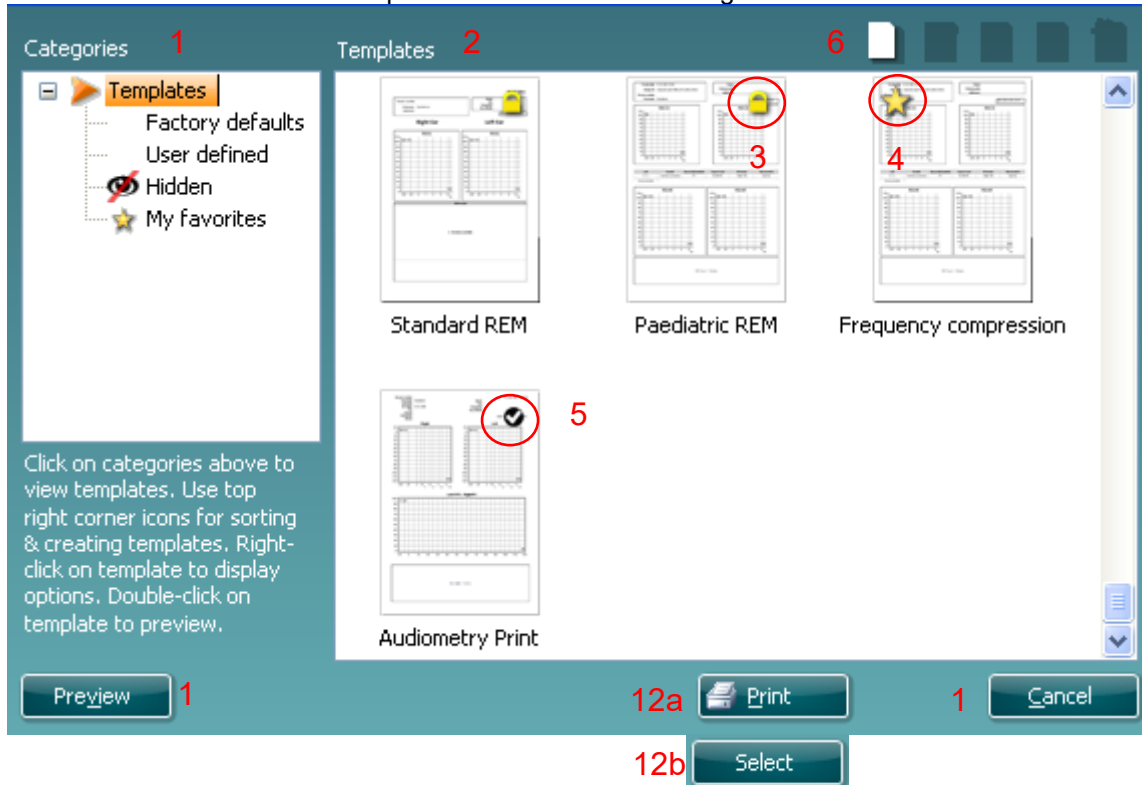 Categories 1
Templates 2
6
Templates
Factory defaults
User defined
Hidden
My favorites
3
4
Standard REM
Paediatric REM
Frequency compression
5
Audiometry Print
Click on categories above to
view templates. Use top
right corner icons for sorting
& creating templates. Right-
click on template to display
options. Double-click on
template to preview.
Preview 1
12a Print
1 Cancel
12b Select